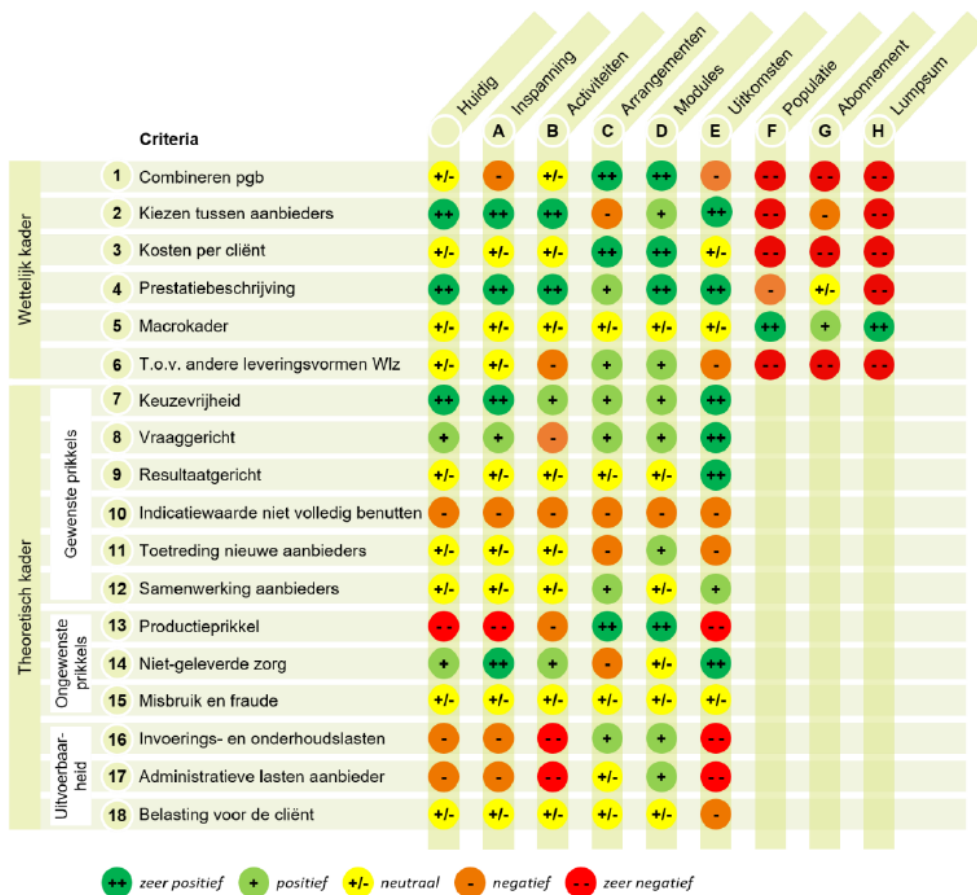 Huidig
Inspanning
Activiteiten
Arrangementen
Modules
Uitkomsten
Populatie
Abonnement
Lumpsum
Criteria A B C D E F G H
Wettelijk kader
1 Combineren pgb +/- - +/- ++ ++ - -- -- --
2 Kiezen tussen aanbieders ++ ++ ++ - + ++ -- - --
3 Kosten per cliënt +/- +/- +/- ++ ++ +/- -- -- --
4 Prestatiebeschrijving ++ ++ ++ + ++ ++ - +/- --
5 Macrokader +/- +/- +/- +/- +/- +/- ++ + ++
6 T.o.v. andere leveringsvormen Wlz +/- +/- - + + - -- -- --
Theoretisch kader
Gewenste prikkels
7 Keuzevrijheid ++ ++ + + + ++
8 Vraaggericht + + - + + ++
9 Resultaatgericht +/- +/- +/- +/- +/- ++
10 Indicatiewaarde niet volledig benutten - - - - - -
11 Toetreding nieuwe aanbieders +/- +/- +/- - + -
12 Samenwerking aanbieders +/- +/- +/- + +/- +
Ongewenste
prikkels
13 Productieprikkel -- -- - ++ ++ --
14 Niet-geleverde zorg + ++ + - +/- ++
15 Misbruik en fraude +/- +/- +/- +/- +/- +/-
Uitvoerbaar-
heid
16 Invoerings- en onderhoudslasten - - -- + + --
17 Administratieve lasten aanbieder - - -- +/- + --
18 Belasting voor de cliënt +/- +/- +/- +/- +/- -
++ zeer positief + positief +/- neutraal - negatief -- zeer negatief